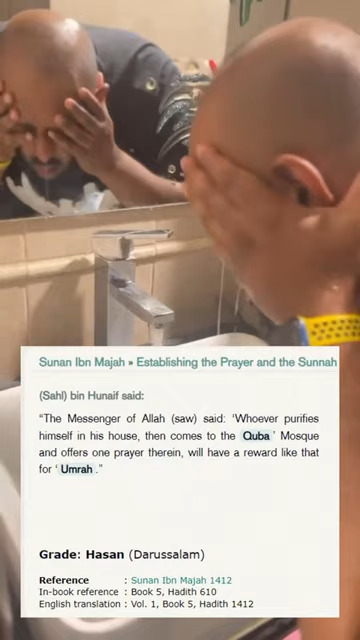 Sunan Ibn Majah » Establishing the Prayer and the Sunnah
(Sahl) bin Hunaif said:
“The Messenger of Allah (saw) said: ‘Whoever purifies
himself in his house, then comes to the Quba’ Mosque
and offers one prayer therein, will have a reward like that
for ‘Umrah.”
Grade: Hasan (Darussalam)
Reference : Sunan Ibn Majah 1412
In-book reference : Book 5, Hadith 610
English translation : Vol. 1, Book 5, Hadith 1412